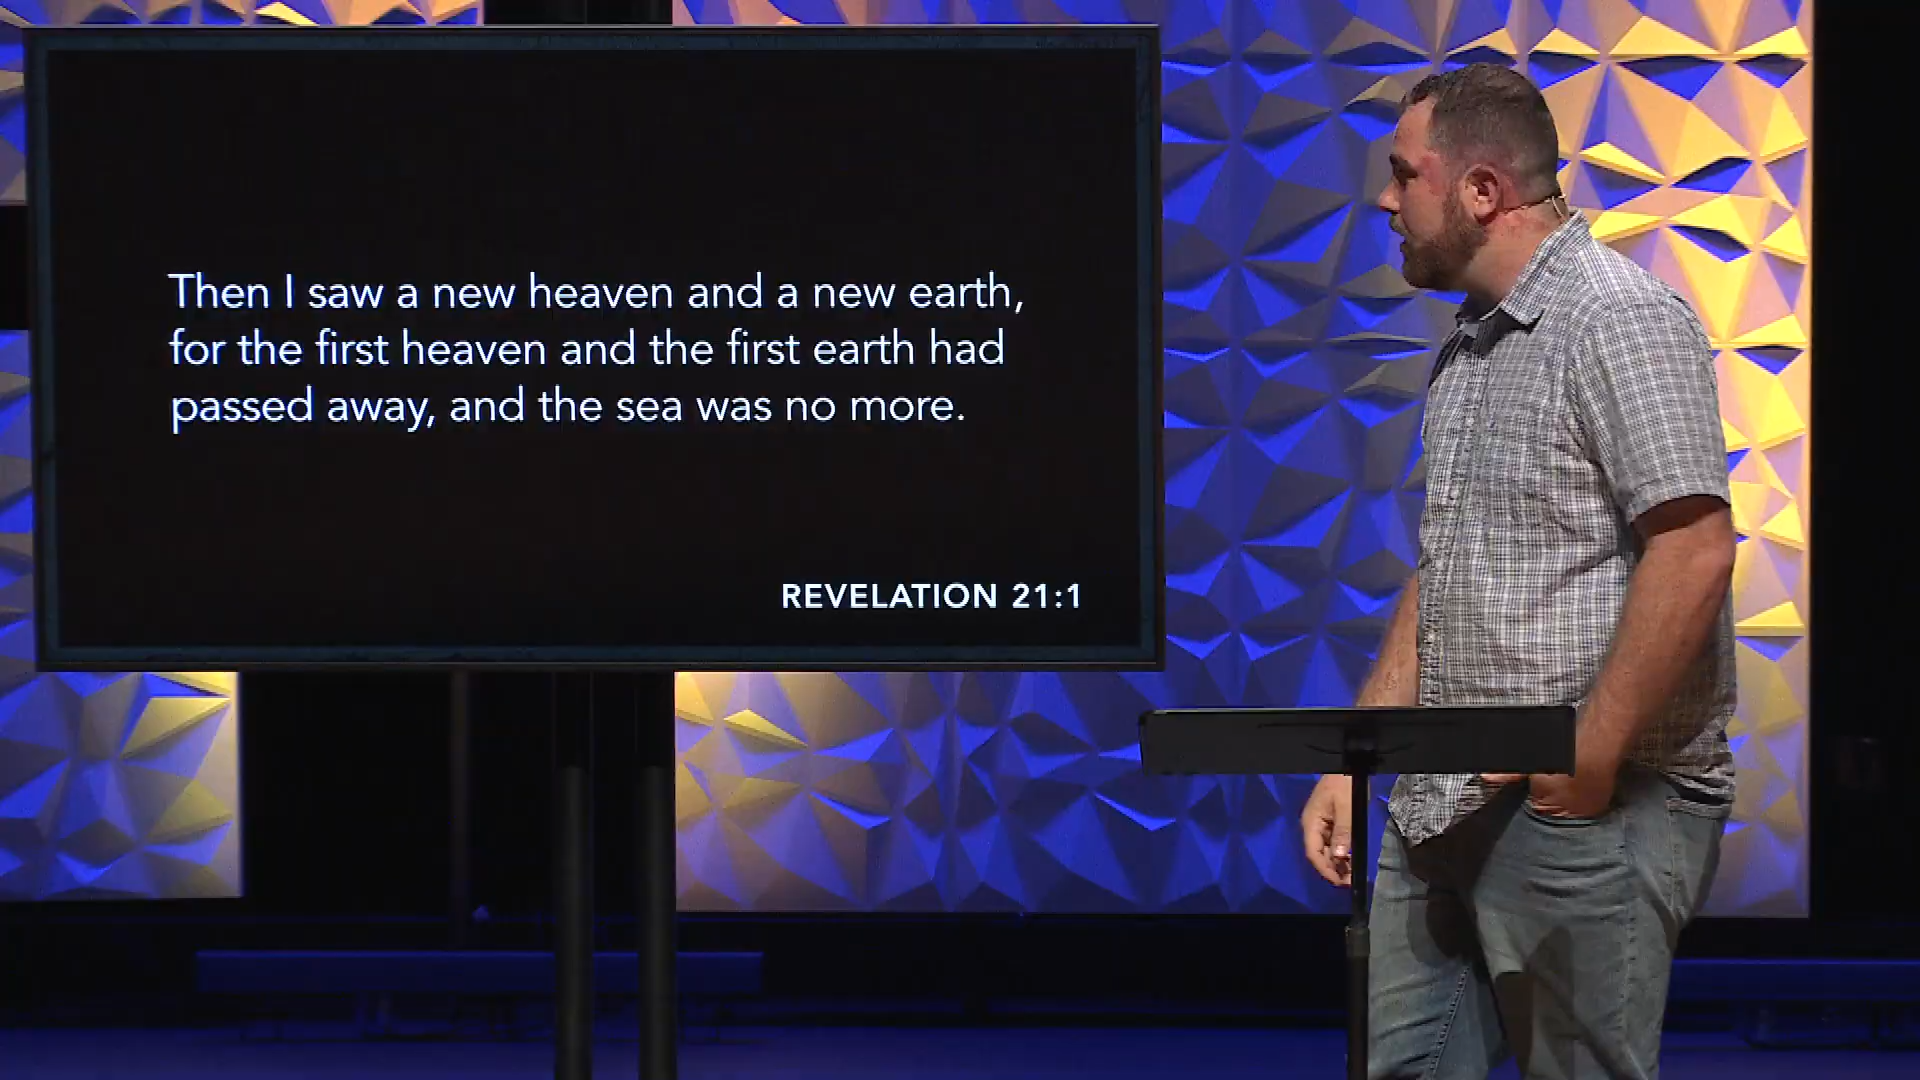 Then I saw a new heaven and a new earth,
for the first heaven and the first earth had
passed away, and the sea was no more.
REVELATION 21:1